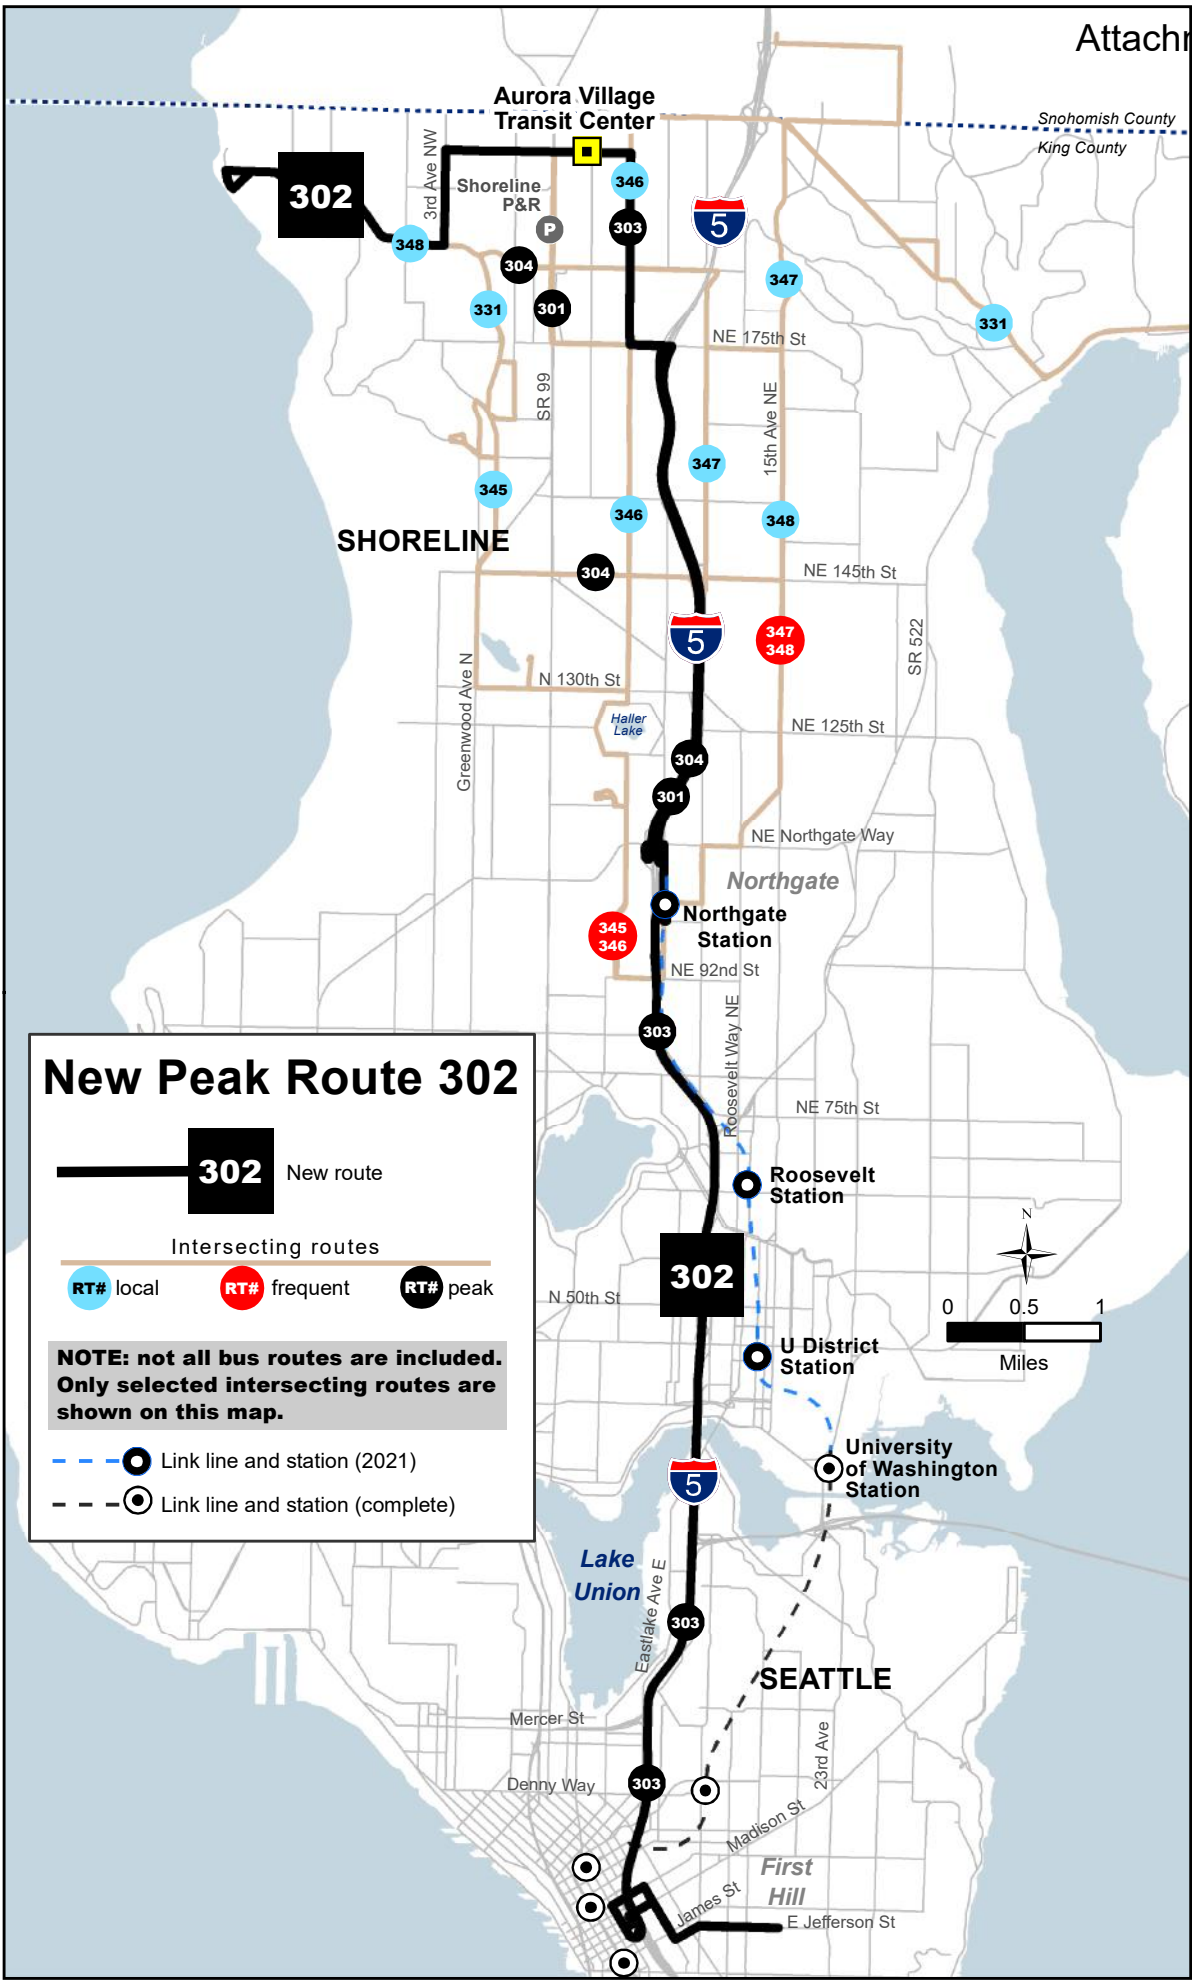 Attachr
Aurora Village
Transit Center
Snohomish County
King County
3rd Ave NW
302
Shoreline
P&R
P
346
303
5
348
304
347
331
301
331
NE 175th St
SR 99
15th Ave NE
347
345
346
348
SHORELINE
304
NE 145th St
5
347
348
SR 522
Greenwood Ave N
N 130th St
Haller
Lake
NE 125th St
304
301
NE Northgate Way
Northgate
Northgate
Station
345
346
NE 92nd St
Roosevelt Way NE
303
NE 75th St
Roosevelt
Station
302
N
0 0.5 1
Miles
N 50th St
U District
Station
University
of Washington
Station
5
Lake
Union
Eastlake Ave E
303
SEATTLE
Mercer St
23rd Ave
Denny Way
303
Madison St
First
Hill
James St
E Jefferson St
New Peak Route 302
302 New route
Intersecting routes
RT# local RT# frequent RT# peak
NOTE: not all bus routes are included.
Only selected intersecting routes are
shown on this map.
Link line and station (2021)
Link line and station (complete)